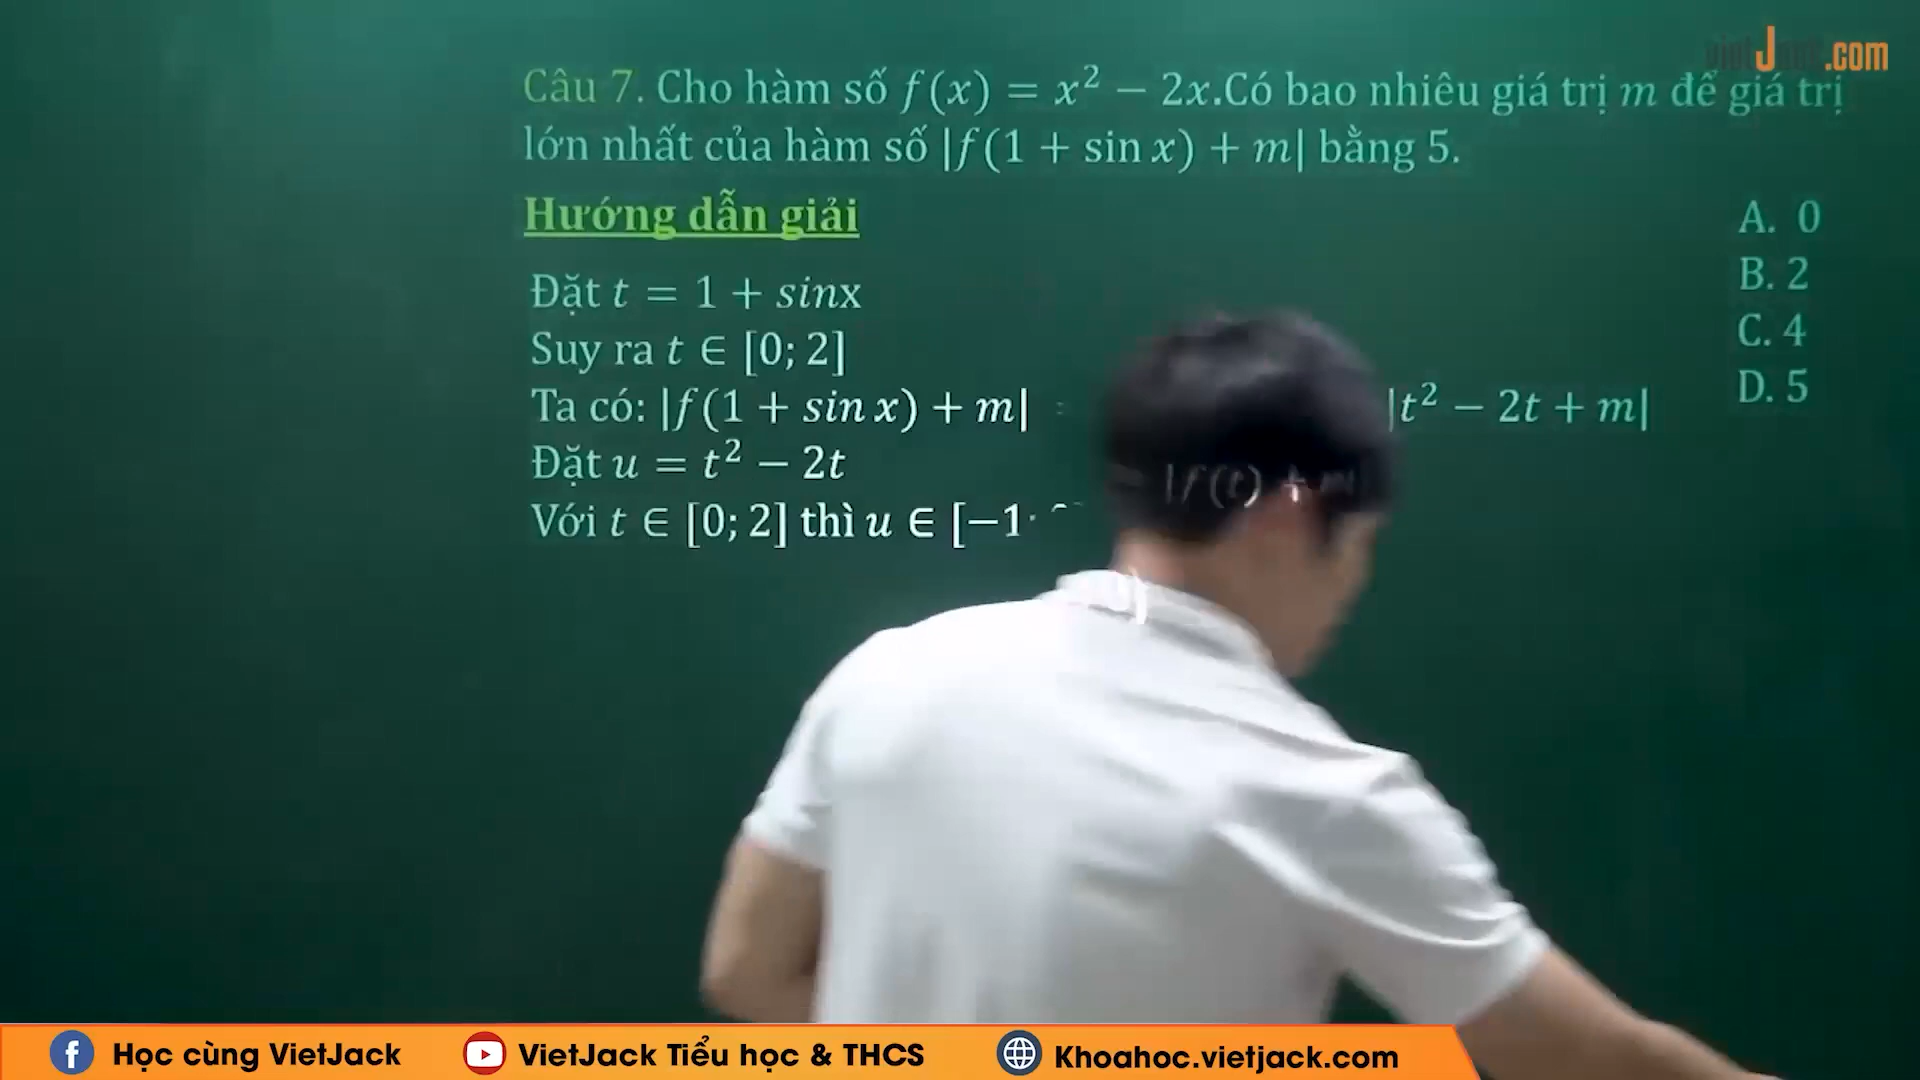 vietJack.com
Câu 7. Cho hàm số f(x) = x² − 2x.Có bao nhiêu giá trị m để giá trị
lớn nhất của hàm số |f(1 + sin x) + m| bằng 5.
Hướng dẫn giải
A. 0
B. 2
C. 4
D. 5
Đặt t = 1 + sinx
Suy ra t ∈ [0; 2]
Ta có: |f(1 + sin x) + m| = |t² − 2t + m|
= |f(t) + m|
Đặt u = t² − 2t
Với t ∈ [0; 2] thì u ∈ [−1
Học cùng VietJack
VietJack Tiểu học & THCS
Khoahoc.vietjack.com